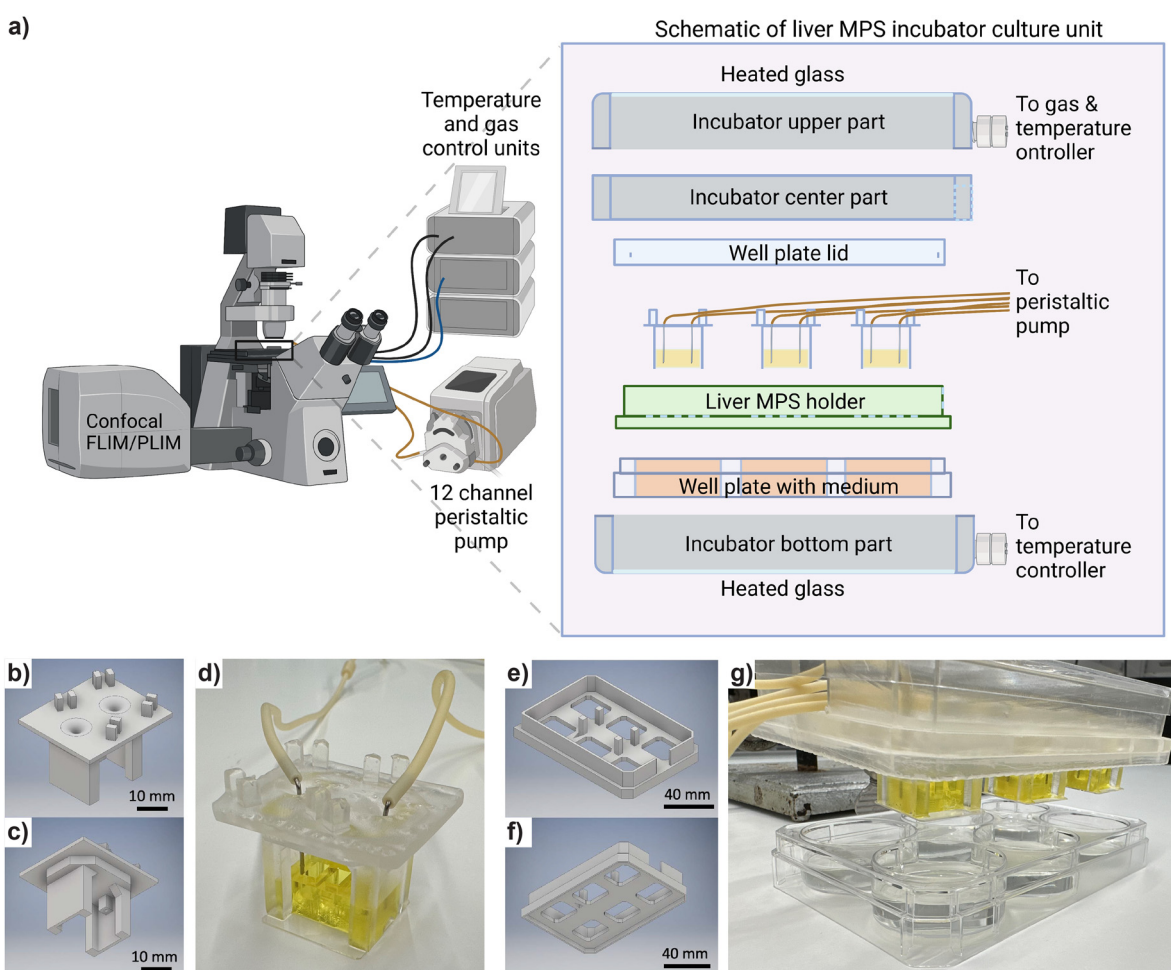 a)
Schematic of liver MPS incubator culture unit
Temperature
and gas
control units
Heated glass
Incubator upper part
To gas &
temperature
ontroller
Incubator center part
Well plate lid
To
peristaltic
pump
Liver MPS holder
Confocal
FLIM/PLIM
12 channel
peristaltic
pump
Well plate with medium
Incubator bottom part
To
temperature
controller
Heated glass
b)
10 mm
c)
10 mm
d)
e)
40 mm
f)
40 mm
g)